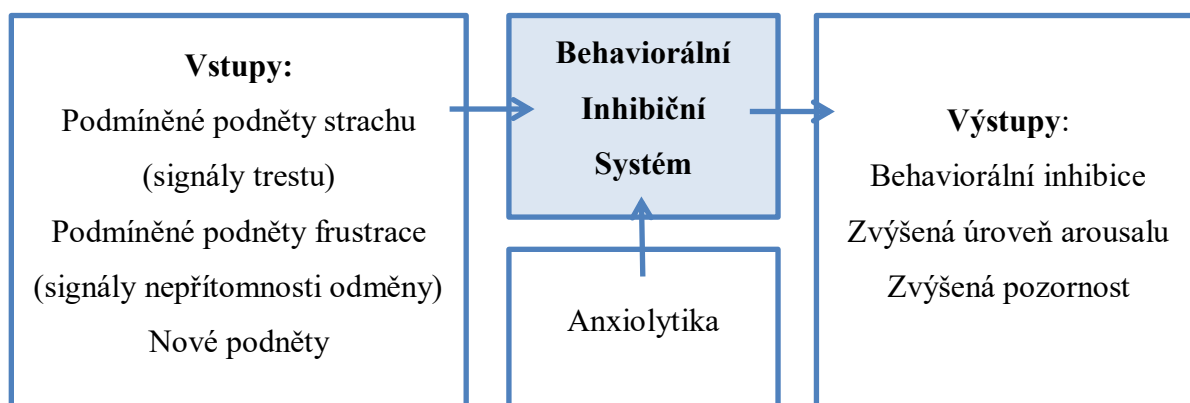 Vstupy:
Podmíněné podněty strachu
(signály trestu)
Podmíněné podněty frustrace
(signály nepřítomnosti odměny)
Nové podněty
Behaviorální
Inhibiční
Systém
Anxiolytika
Výstupy:
Behaviorální inhibice
Zvýšená úroveň arousalu
Zvýšená pozornost